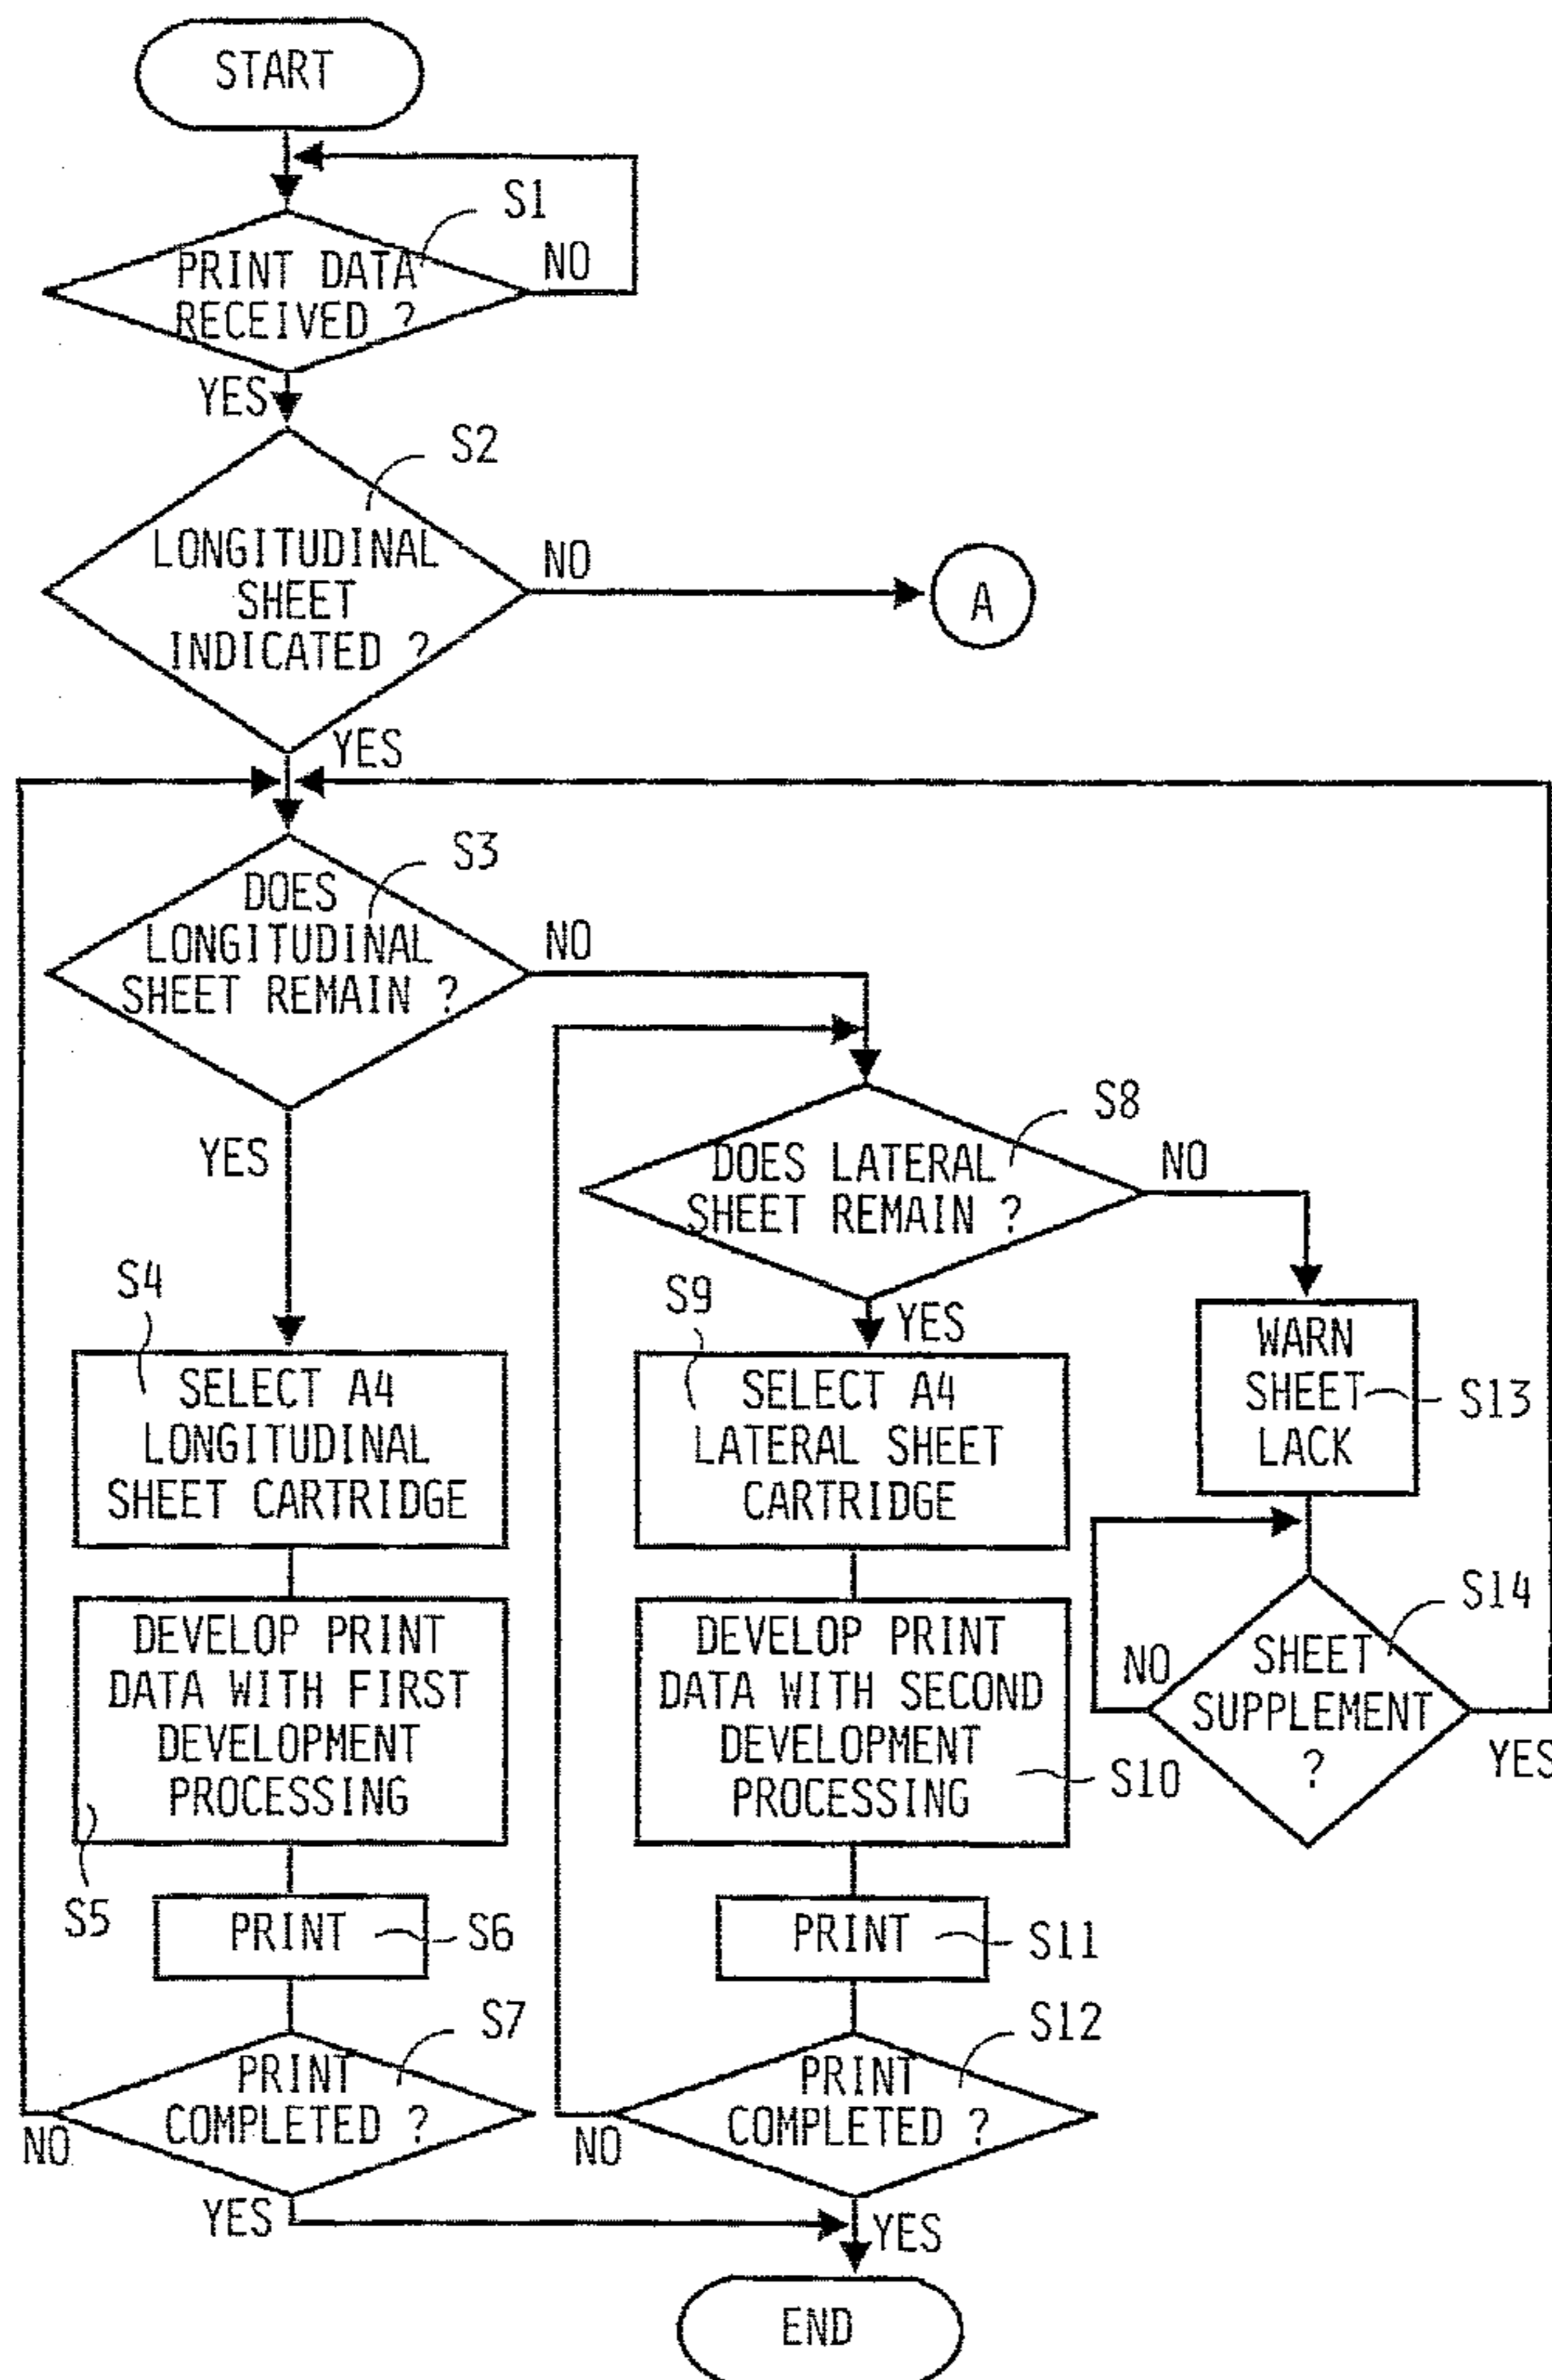 START
S1
PRINT DATA
RECEIVED ?
NO
YES
S2
LONGITUDINAL
SHEET
INDICATED ?
NO
A
YES
S3
DOES
LONGITUDINAL
SHEET REMAIN ?
NO
YES
S8
DOES LATERAL
SHEET REMAIN ?
NO
YES
S4
SELECT A4
LONGITUDINAL
SHEET CARTRIDGE
S9
SELECT A4
LATERAL SHEET
CARTRIDGE
WARN
SHEET
LACK
S13
DEVELOP PRINT
DATA WITH FIRST
DEVELOPMENT
PROCESSING
S5
DEVELOP PRINT
DATA WITH SECOND
DEVELOPMENT
PROCESSING
S10
S14
SHEET
SUPPLEMENT
?
NO
YES
PRINT
S6
PRINT
S11
S7
PRINT
COMPLETED ?
NO
YES
S12
PRINT
COMPLETED ?
NO
YES
END